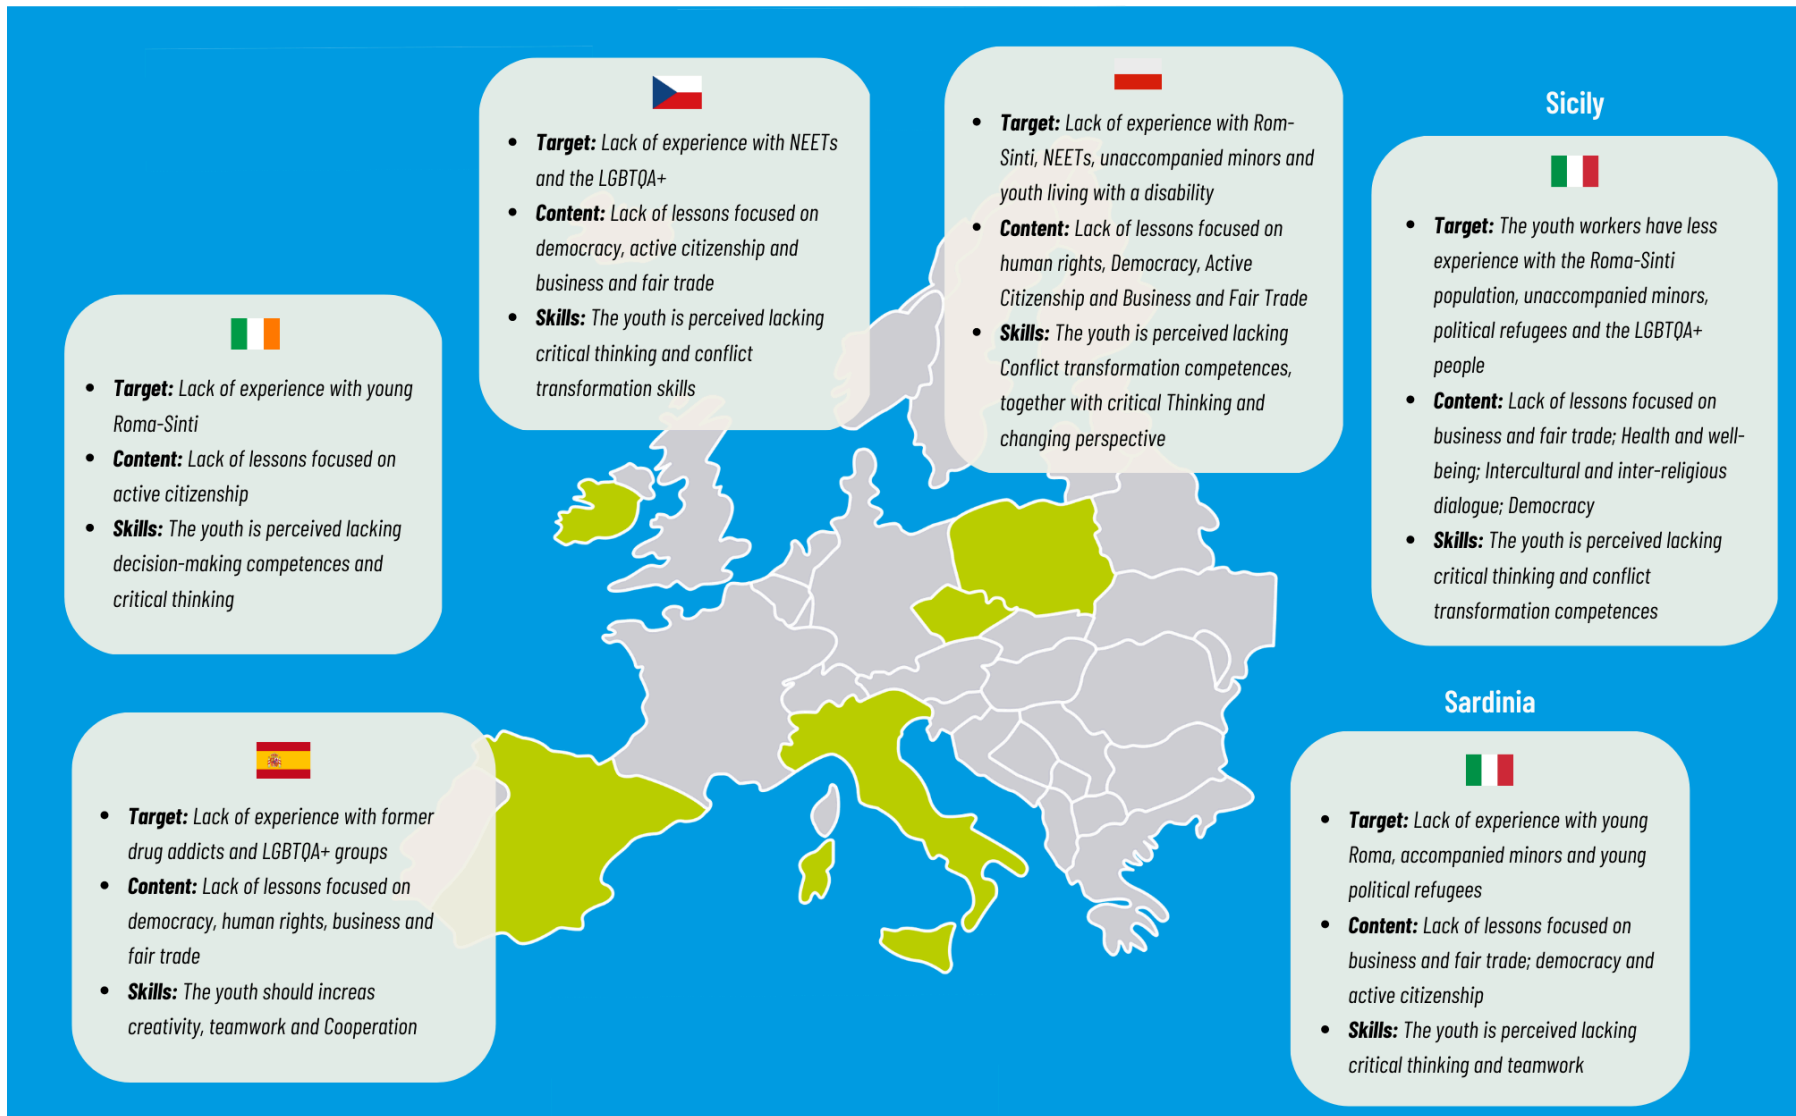 • Target: Lack of experience with NEETs
and the LGBTQA+
• Content: Lack of lessons focused on
democracy, active citizenship and
business and fair trade
• Skills: The youth is perceived lacking
critical thinking and conflict
transformation skills
• Target: Lack of experience with Rom-
Sinti, NEETs, unaccompanied minors and
youth living with a disability
• Content: Lack of lessons focused on
human rights, Democracy, Active
Citizenship and Business and Fair Trade
• Skills: The youth is perceived lacking
Conflict transformation competences,
together with critical Thinking and
changing perspective
Sicily
• Target: The youth workers have less
experience with the Roma-Sinti
population, unaccompanied minors,
political refugees and the LGBTQA+
people
• Content: Lack of lessons focused on
business and fair trade; Health and well-
being; Intercultural and inter-religious
dialogue; Democracy
• Skills: The youth is perceived lacking
critical thinking and conflict
transformation competences
• Target: Lack of experience with young
Roma-Sinti
• Content: Lack of lessons focused on
active citizenship
• Skills: The youth is perceived lacking
decision-making competences and
critical thinking
• Target: Lack of experience with former
drug addicts and LGBTQA+ groups
• Content: Lack of lessons focused on
democracy, human rights, business and
fair trade
• Skills: The youth should increas
creativity, teamwork and Cooperation
Sardinia
• Target: Lack of experience with young
Roma, accompanied minors and young
political refugees
• Content: Lack of lessons focused on
business and fair trade; democracy and
active citizenship
• Skills: The youth is perceived lacking
critical thinking and teamwork